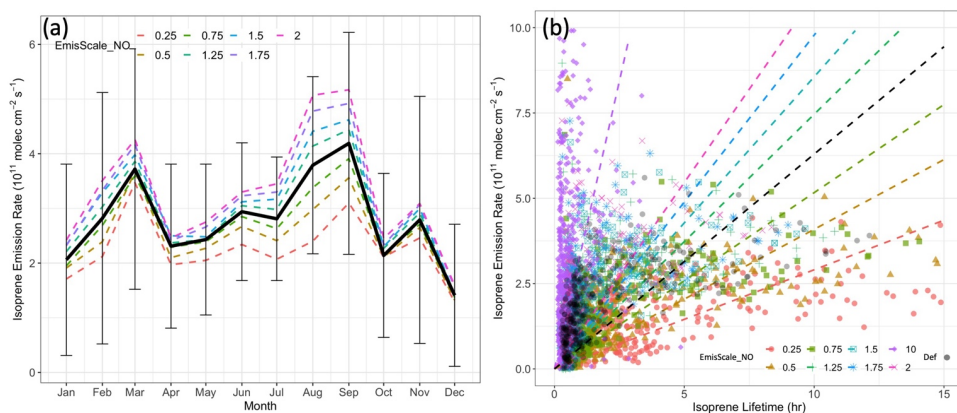 (a)
EmisScale_NO
0.25 0.75 1.5 2
0.5 1.25 1.75
6
4
2
0
Isoprene Emission Rate (10¹¹ molec cm⁻² s⁻¹)
Jan Feb Mar Apr May Jun Jul Aug Sep Oct Nov Dec
Month
(b)
10.0
7.5
5.0
2.5
0.0
Isoprene Emission Rate (10¹¹ molec cm⁻² s⁻¹)
EmisScale_NO
0.25 0.75 1.5 10 Def
0.5 1.25 1.75 2
0 5 10 15
Isoprene Lifetime (hr)